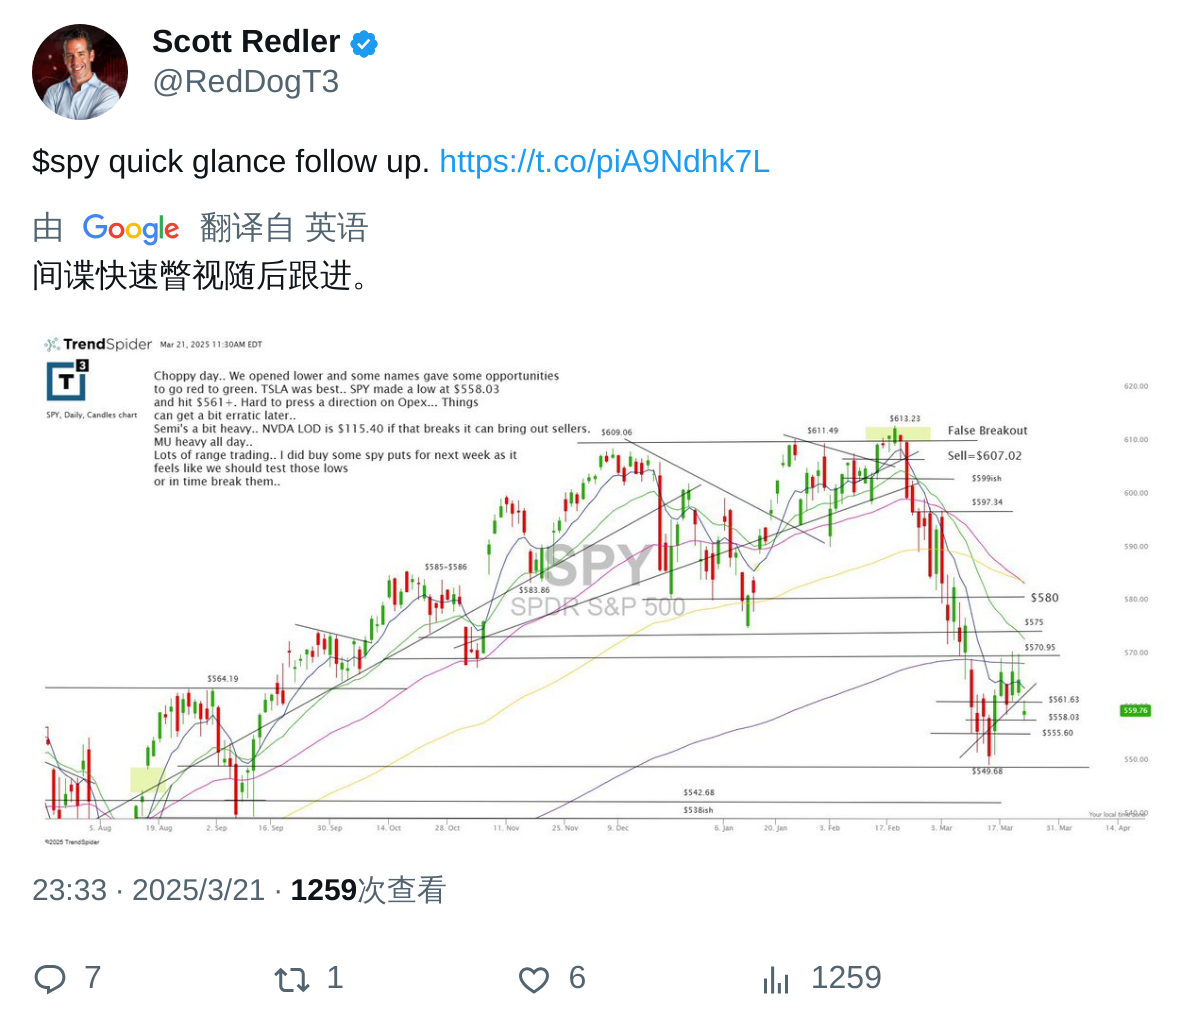 Scott Redler
@RedDogT3
$spy quick glance follow up. https://t.co/piA9Ndhk7L
由 Google 翻译自 英语
间谍快速瞥视随后跟进。
TrendSpider Mar 21, 2025 11:30AM EDT
T 3
SPY, Daily, Candles chart
Choppy day.. We opened lower and some names gave some opportunities
to go red to green. TSLA was best.. SPY made a low at $558.03
and hit $561+. Hard to press a direction on Opex... Things
can get a bit erratic later..
Semi's a bit heavy.. NVDA LOD is $115.40 if that breaks it can bring out sellers.
MU heavy all day..
Lots of range trading.. I did buy some spy puts for next week as it
feels like we should test those lows
or in time break them..
620.00
$613.23
$609.06
$611.49
False Breakout
610.00
Sell=$607.02
$599ish
600.00
$597.34
590.00
SPY
$585-$586
$583.86
SPDR S&P 500
$580
580.00
$575
$570.95
570.00
$564.19
$561.63
559.76
$558.03
$555.60
550.00
$549.68
$542.68
$538ish
Your local time zone
540.00
5. Aug
19. Aug
2. Sep
16. Sep
30. Sep
14. Oct
28. Oct
11. Nov
25. Nov
9. Dec
6. Jan
20. Jan
3. Feb
17. Feb
3. Mar
17. Mar
31. Mar
14. Apr
©2025 TrendSpider
23:33 · 2025/3/21 · 1259次查看
7
1
6
1259